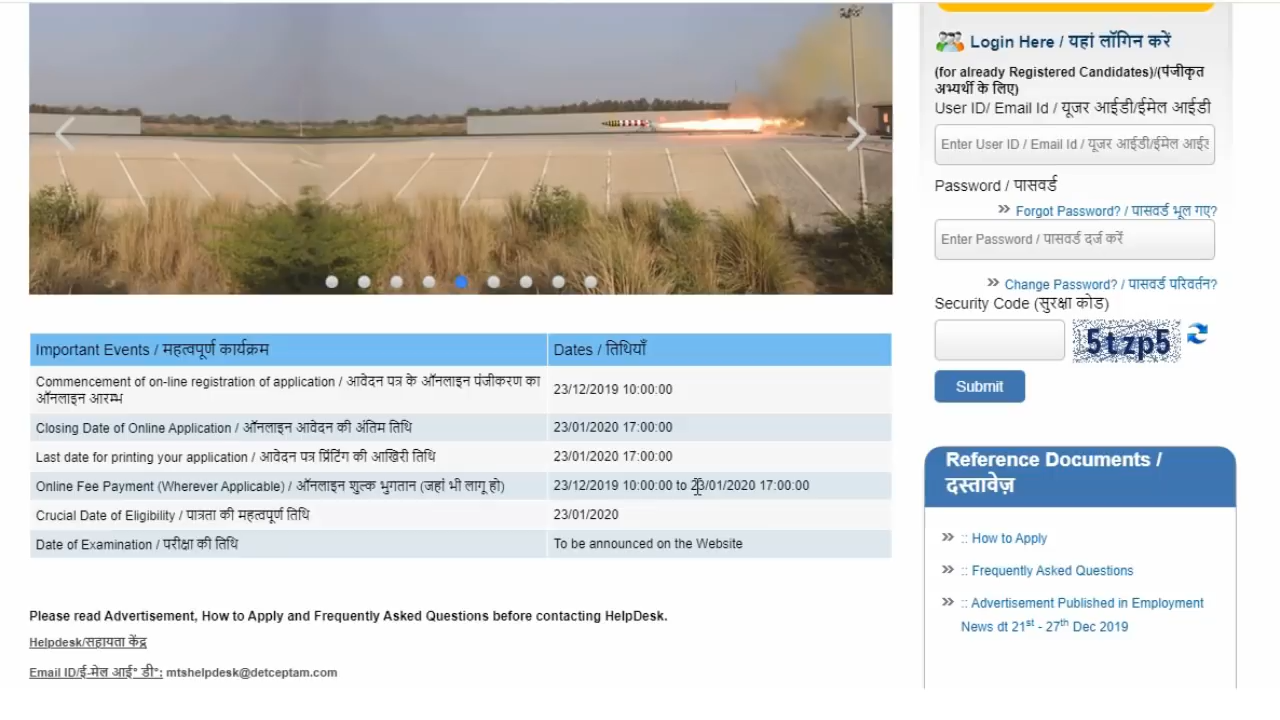 Login Here / यहां लॉगिन करें
(for already Registered Candidates)/(पंजीकृत
अभ्यर्थी के लिए)
User ID/ Email Id / यूजर आईडी/ईमेल आईडी
Enter User ID / Email Id / यूजर आईडी/ईमेल
Password / पासवर्ड
Forgot Password? / पासवर्ड भूल गए?
Enter Password / पासवर्ड दर्ज करें
Change Password? / पासवर्ड परिवर्तन?
Security Code (सुरक्षा कोड)
5tzp5
Submit
Important Events / महत्वपूर्ण कार्यक्रम
Dates / तिथियाँ
Commencement of on-line registration of application / आवेदन पत्र के ऑनलाइन पंजीकरण का
ऑनलाइन आरम्भ
23/12/2019 10:00:00
Closing Date of Online Application / ऑनलाइन आवेदन की अंतिम तिथि
23/01/2020 17:00:00
Last date for printing your application / आवेदन पत्र प्रिंटिंग की आखिरी तिथि
23/01/2020 17:00:00
Online Fee Payment (Wherever Applicable) / ऑनलाइन शुल्क भुगतान (जहां भी लागू हो)
23/12/2019 10:00:00 to 23/01/2020 17:00:00
Crucial Date of Eligibility / पात्रता की महत्वपूर्ण तिथि
23/01/2020
Date of Examination / परीक्षा की तिथि
To be announced on the Website
Please read Advertisement, How to Apply and Frequently Asked Questions before contacting HelpDesk.
Helpdesk/सहायता केंद्र
Email ID/ई-मेल आई° डी°: mtshelpdesk@detceptam.com
Reference Documents /
दस्तावेज़
:: How to Apply
:: Frequently Asked Questions
:: Advertisement Published in Employment
News dt 21st - 27th Dec 2019